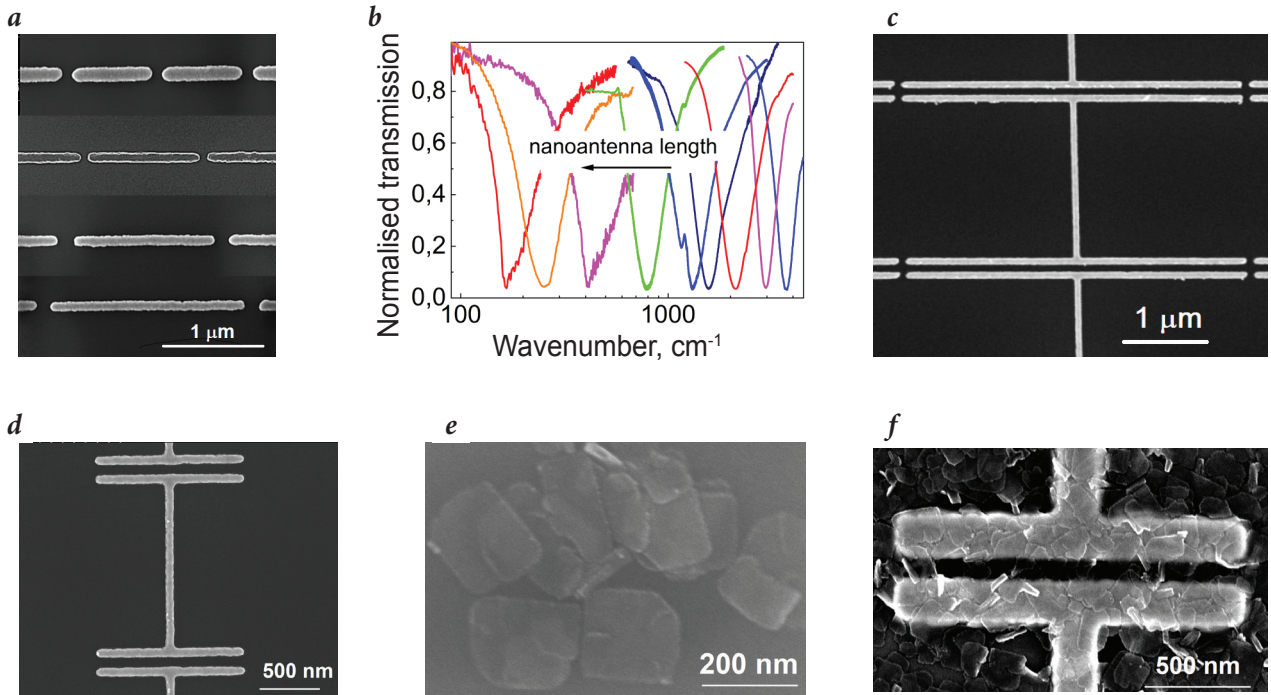 a
b
c
1 μm
Normalised transmission
0,8
0,6
0,4
0,2
0,0
nanoantenna length
100
1000
Wavenumber, cm⁻¹
1 μm
d
e
f
500 nm
200 nm
500 nm